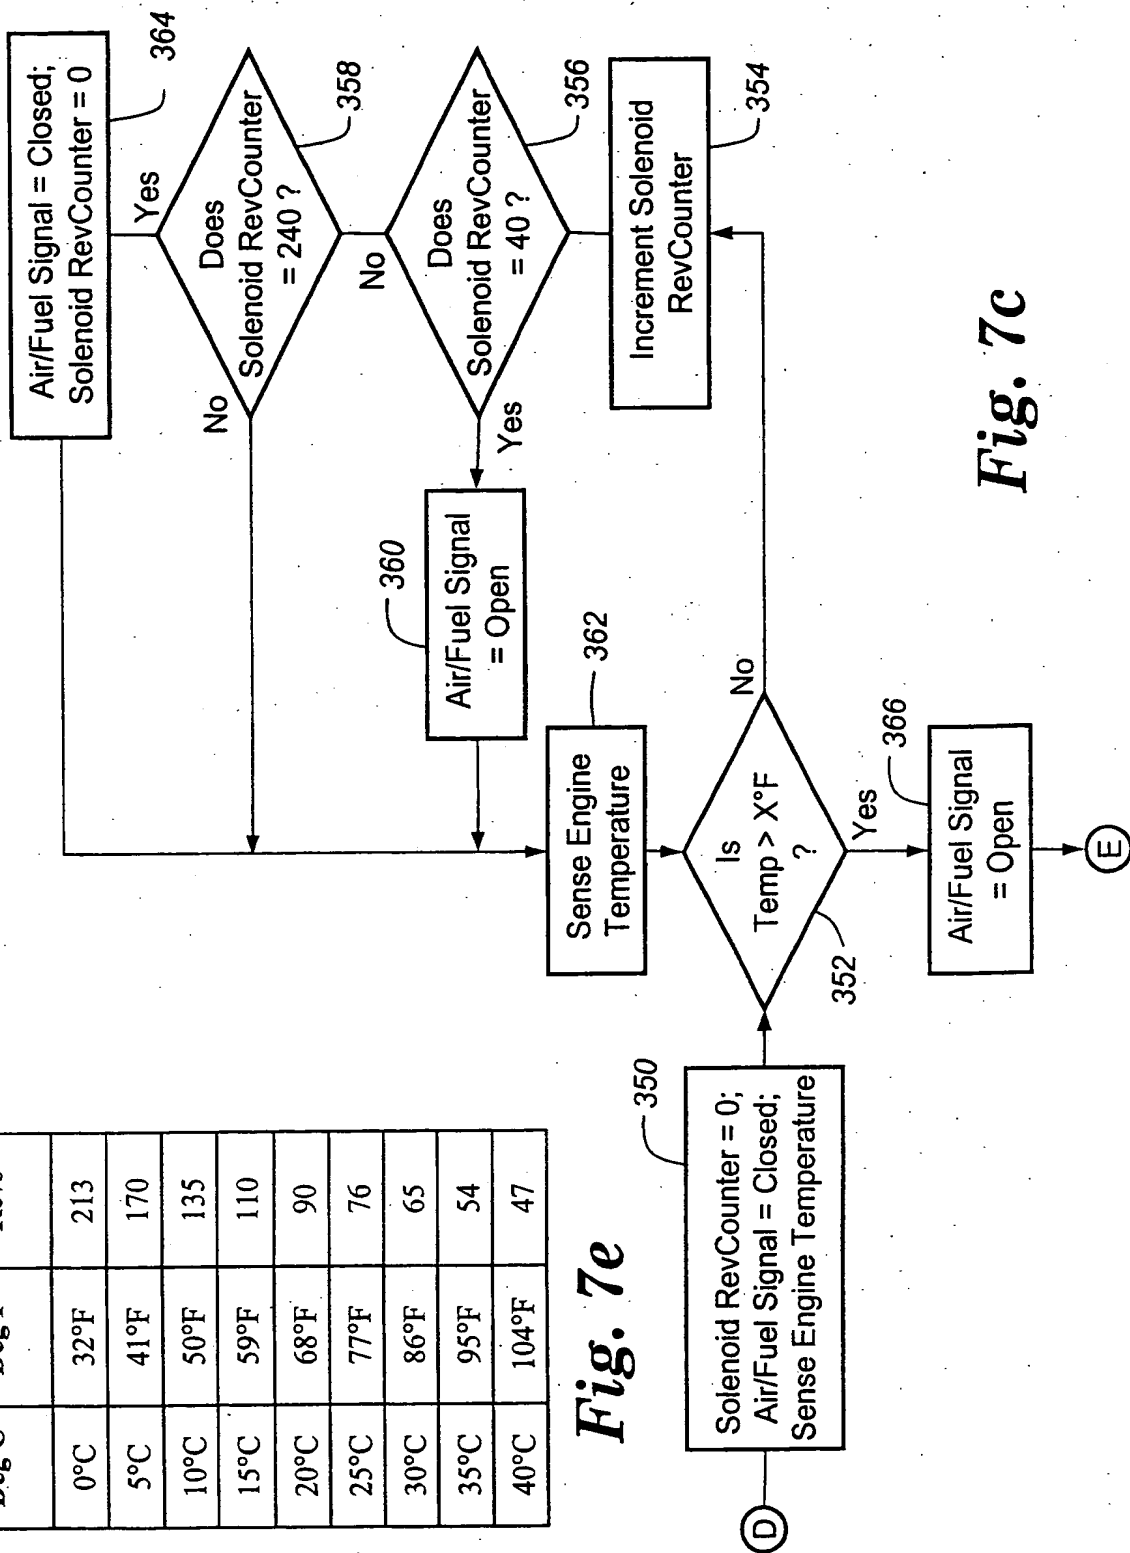 0°C 32°F 213
5°C 41°F 170
10°C 50°F 135
15°C 59°F 110
20°C 68°F 90
25°C 77°F 76
30°C 86°F 65
35°C 95°F 54
40°C 104°F 47
Fig. 7e
D
350
Solenoid RevCounter = 0;
Air/Fuel Signal = Closed;
Sense Engine Temperature
352
Is
Temp > X°F
?
No
Yes
366
Air/Fuel Signal
= Open
E
362
Sense Engine
Temperature
360
Air/Fuel Signal
= Open
354
Increment Solenoid
RevCounter
356
Does
Solenoid RevCounter
= 40 ?
Yes
No
358
Does
Solenoid RevCounter
= 240 ?
No
Yes
364
Air/Fuel Signal = Closed;
Solenoid RevCounter = 0
Fig. 7c